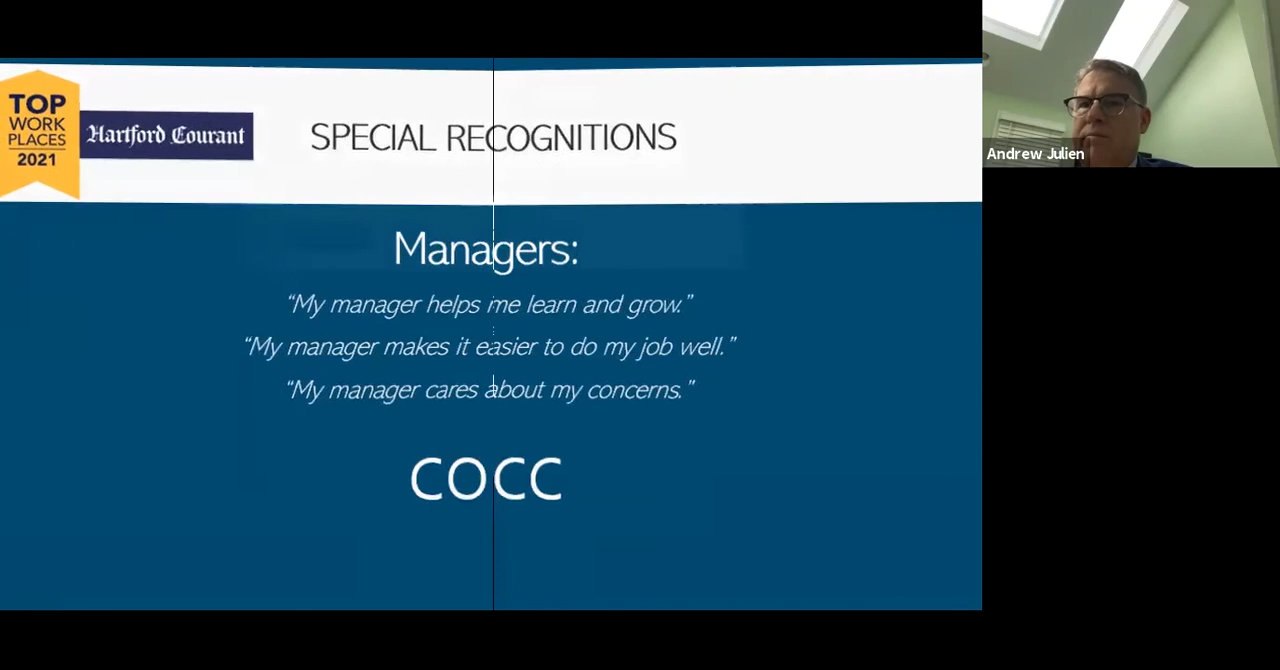 TOP
WORK
PLACES
2021
Hartford Courant
SPECIAL RECOGNITIONS
Managers:
“My manager helps me learn and grow.”
“My manager makes it easier to do my job well.”
“My manager cares about my concerns.”
COCC
Andrew Julien